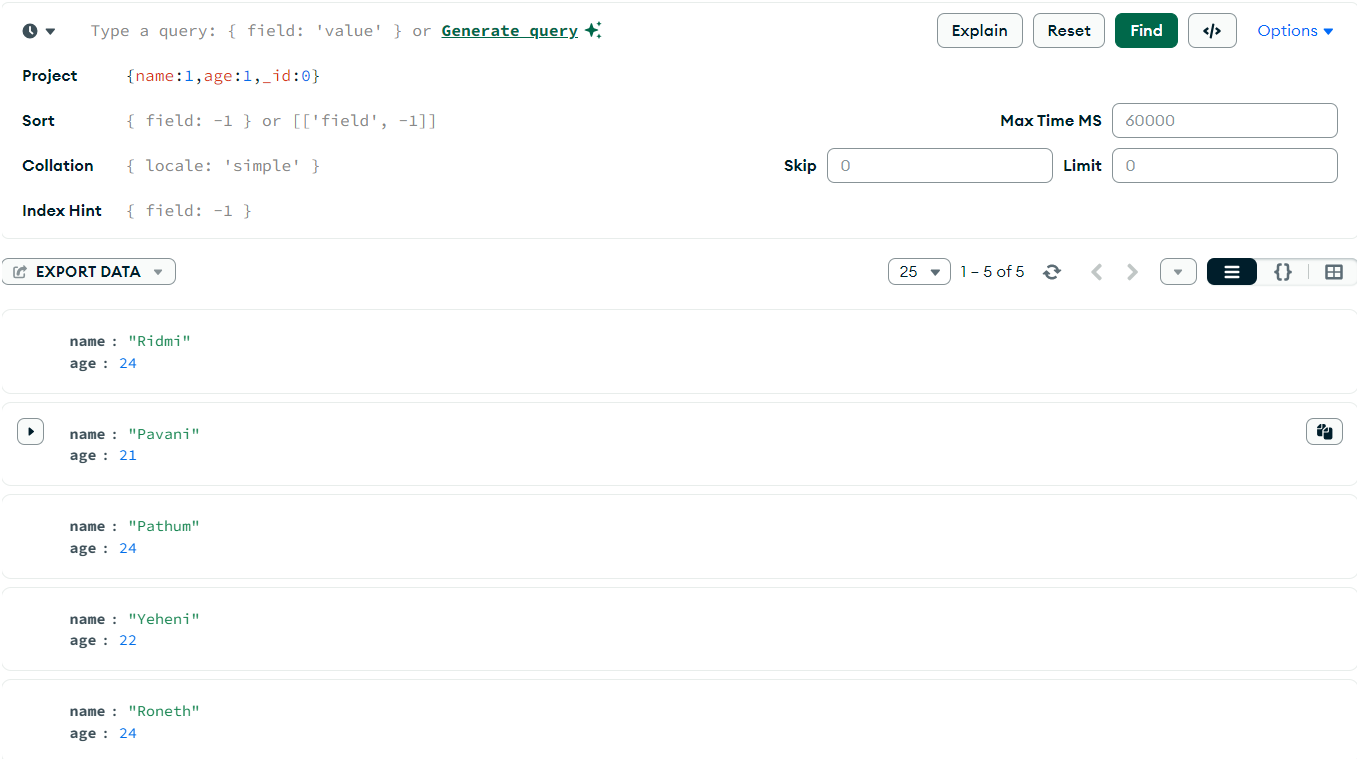 Type a query: { field: 'value' } or Generate query Explain Reset Find </> Options
Project {name:1,age:1,_id:0}
Sort { field: -1 } or [['field', -1]] Max Time MS 60000
Collation { locale: 'simple' } Skip 0 Limit 0
Index Hint { field: -1 }
EXPORT DATA 25 1 – 5 of 5 {}
name : "Ridmi"
age : 24
name : "Pavani"
age : 21
name : "Pathum"
age : 24
name : "Yeheni"
age : 22
name : "Roneth"
age : 24